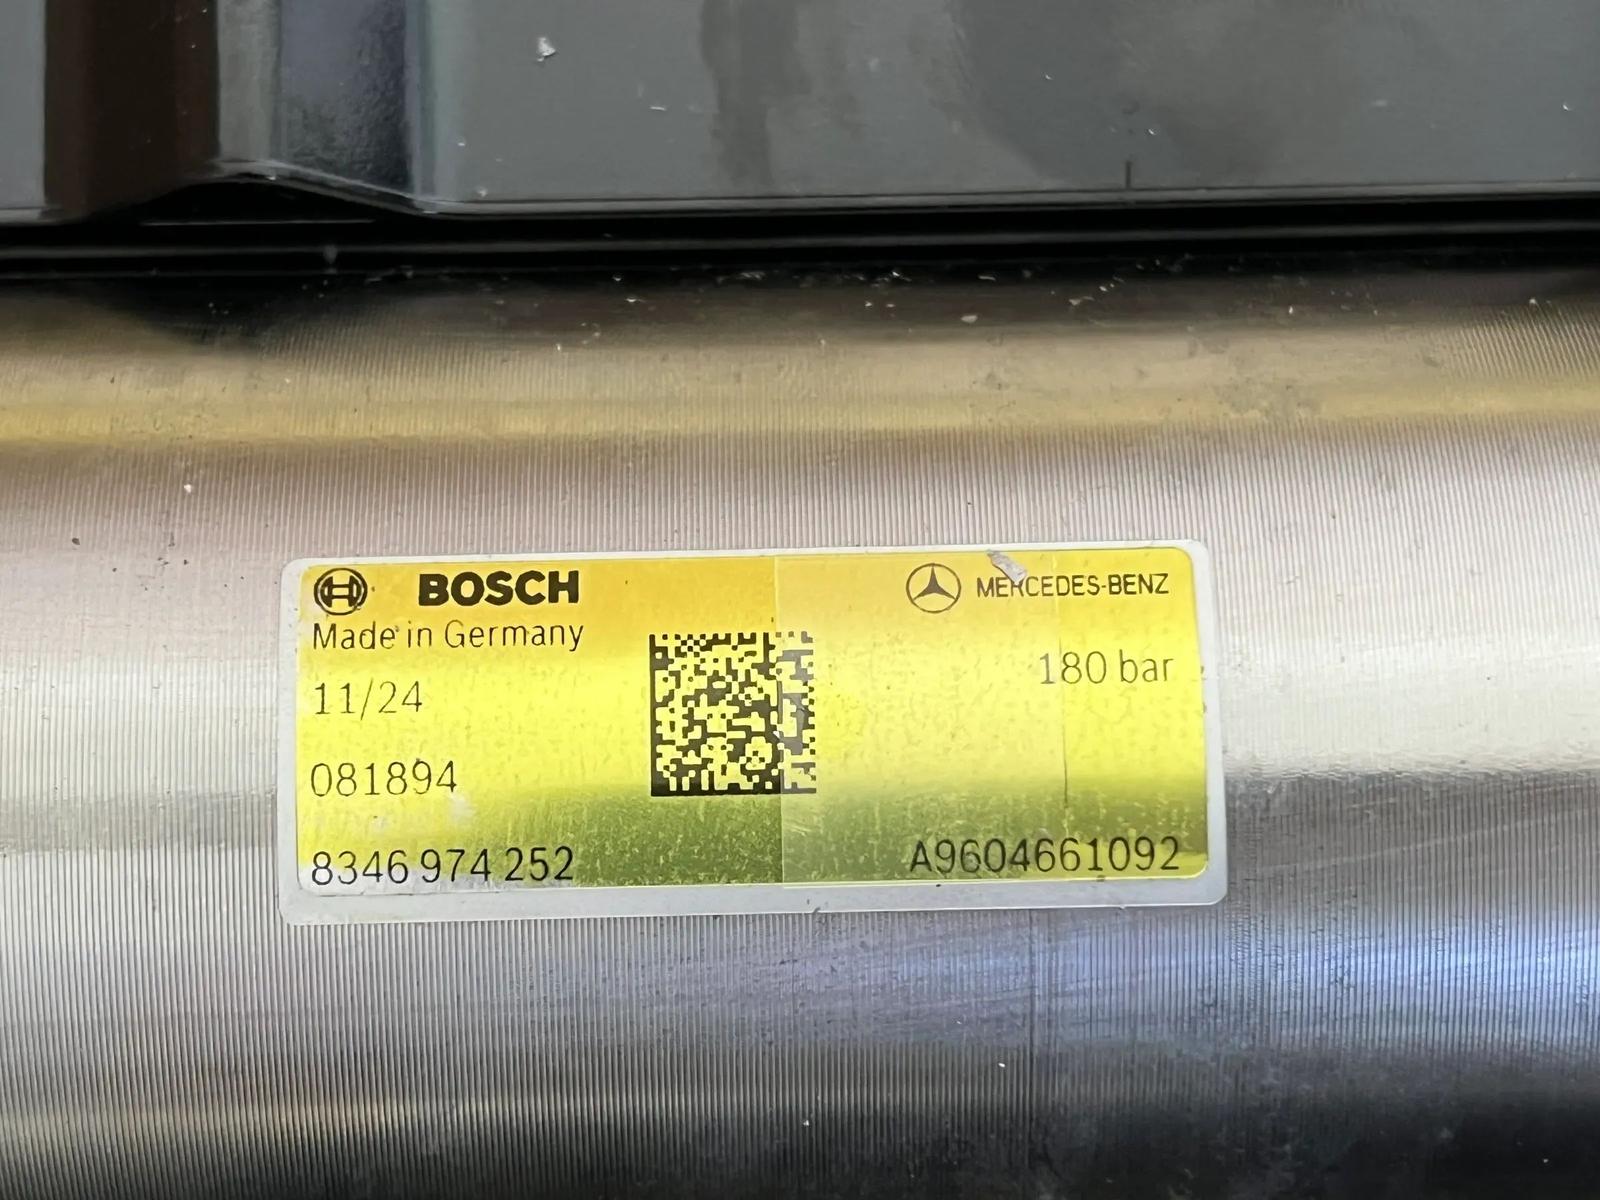 BOSCH
Made in Germany
11/24
081894
8346 974 252
MERCEDES-BENZ
180 bar
A9604661092